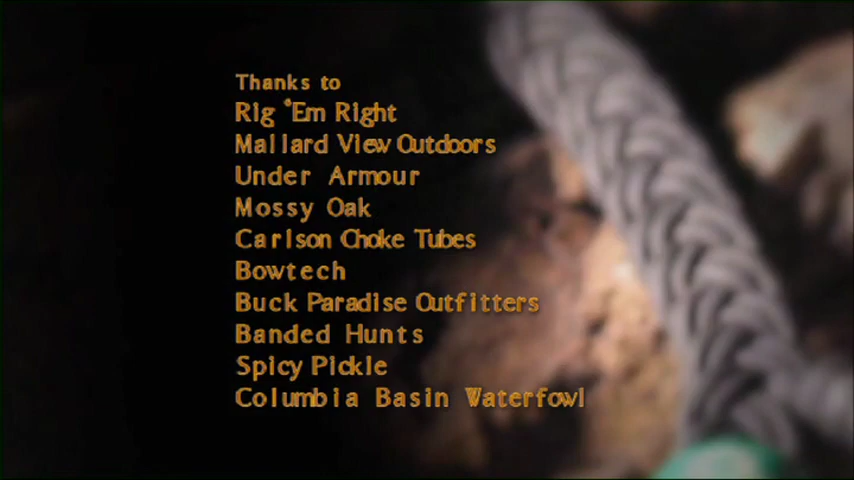 Thanks to
Rig 'Em Right
Mallard View Outdoors
Under Armour
Mossy Oak
Carlson Choke Tubes
Bowtech
Buck Paradise Outfitters
Banded Hunts
Spicy Pickle
Columbia Basin Waterfowl